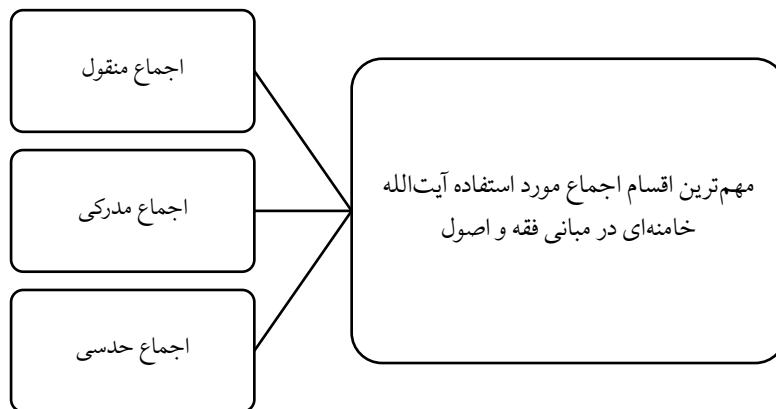 مهم‌ترین اقسام اجماع مورد استفاده آیت‌الله
خامنه‌ای در مبانی فقه و اصول
اجماع منقول
اجماع مدرکی
اجماع حدسی